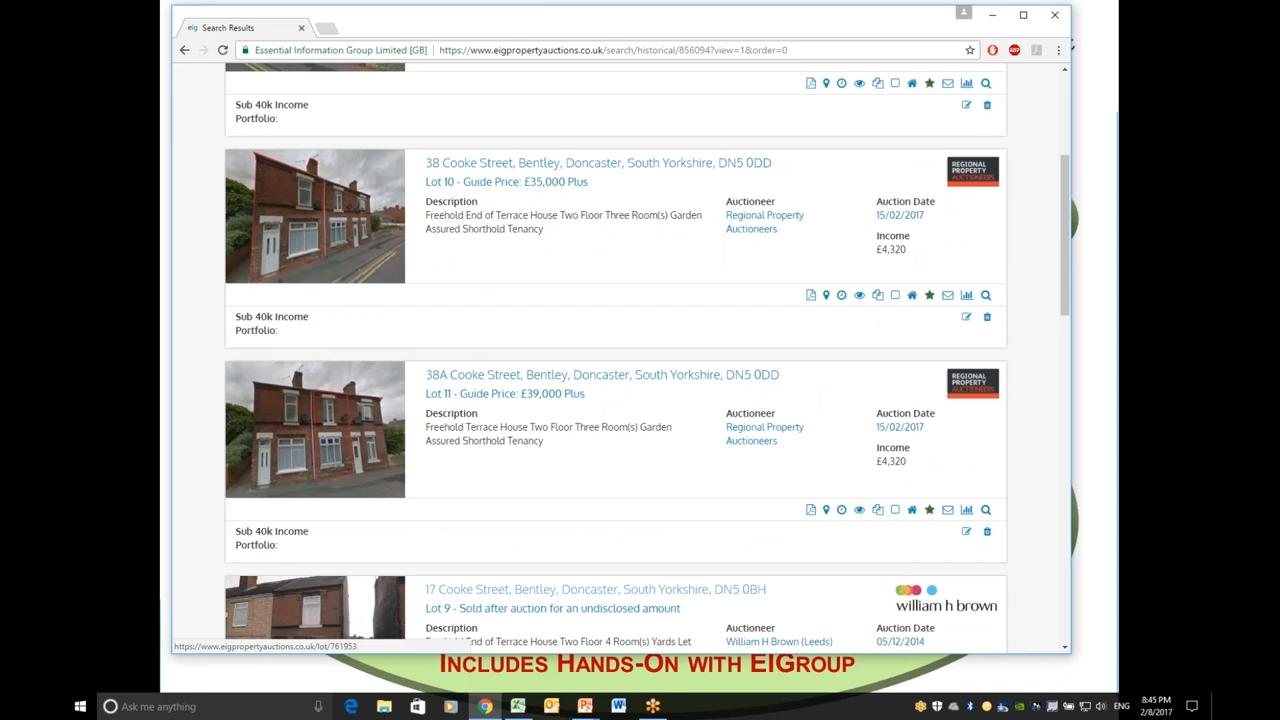 eig Search Results
Essential Information Group Limited [GB] https://www.eigpropertyauctions.co.uk/search/historical/856094?view=1&order=0
ABP
Sub 40k Income
Portfolio:
38 Cooke Street, Bentley, Doncaster, South Yorkshire, DN5 0DD
Lot 10 - Guide Price: £35,000 Plus
REGIONAL
PROPERTY
AUCTIONEERS
Description
Freehold End of Terrace House Two Floor Three Room(s) Garden
Assured Shorthold Tenancy
Auctioneer
Regional Property
Auctioneers
Auction Date
15/02/2017
Income
£4,320
Sub 40k Income
Portfolio:
38A Cooke Street, Bentley, Doncaster, South Yorkshire, DN5 0DD
Lot 11 - Guide Price: £39,000 Plus
REGIONAL
PROPERTY
AUCTIONEERS
Description
Freehold Terrace House Two Floor Three Room(s) Garden
Assured Shorthold Tenancy
Auctioneer
Regional Property
Auctioneers
Auction Date
15/02/2017
Income
£4,320
Sub 40k Income
Portfolio:
17 Cooke Street, Bentley, Doncaster, South Yorkshire, DN5 0BH
Lot 9 - Sold after auction for an undisclosed amount
william h brown
Description
Freehold End of Terrace House Two Floor 4 Room(s) Yards Let
Auctioneer
William H Brown (Leeds)
Auction Date
05/12/2014
https://www.eigpropertyauctions.co.uk/lot/761953
INCLUDES HANDS-ON WITH EIGROUP
Ask me anything
ENG
8:45 PM
2/8/2017